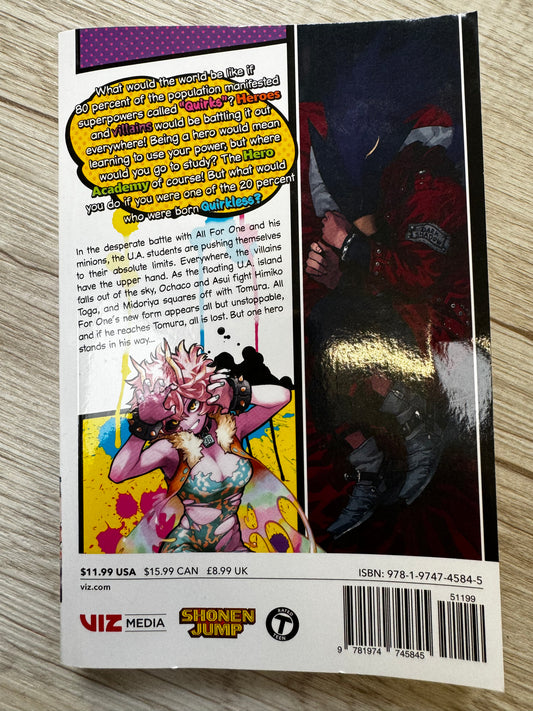 What would the world be like if
80 percent of the population manifested
superpowers called "Quirks"? Heroes
and villains would be battling it out
everywhere! Being a hero would mean
learning to use your power, but where
would you go to study? The Hero
Academy of course! But what would
you do if you were one of the 20 percent
who were born Quirkless?
In the desperate battle with All For One and his
minions, the U.A. students are pushing themselves
to their absolute limits. Everywhere, the villains
have the upper hand. As the floating U.A. island
falls out of the sky, Ochaco and Asui fight Himiko
Toga, and Midoriya squares off with Tomura. All
For One's new form appears all but unstoppable,
and if he reaches Tomura, all is lost. But one hero
stands in his way...
DARK
SHADOW
$11.99 USA $15.99 CAN £8.99 UK
viz.com
ISBN: 978-1-9747-4584-5
51199
9 781974 745845
VIZ MEDIA
SHONEN
JUMP
RATED
T
TEEN